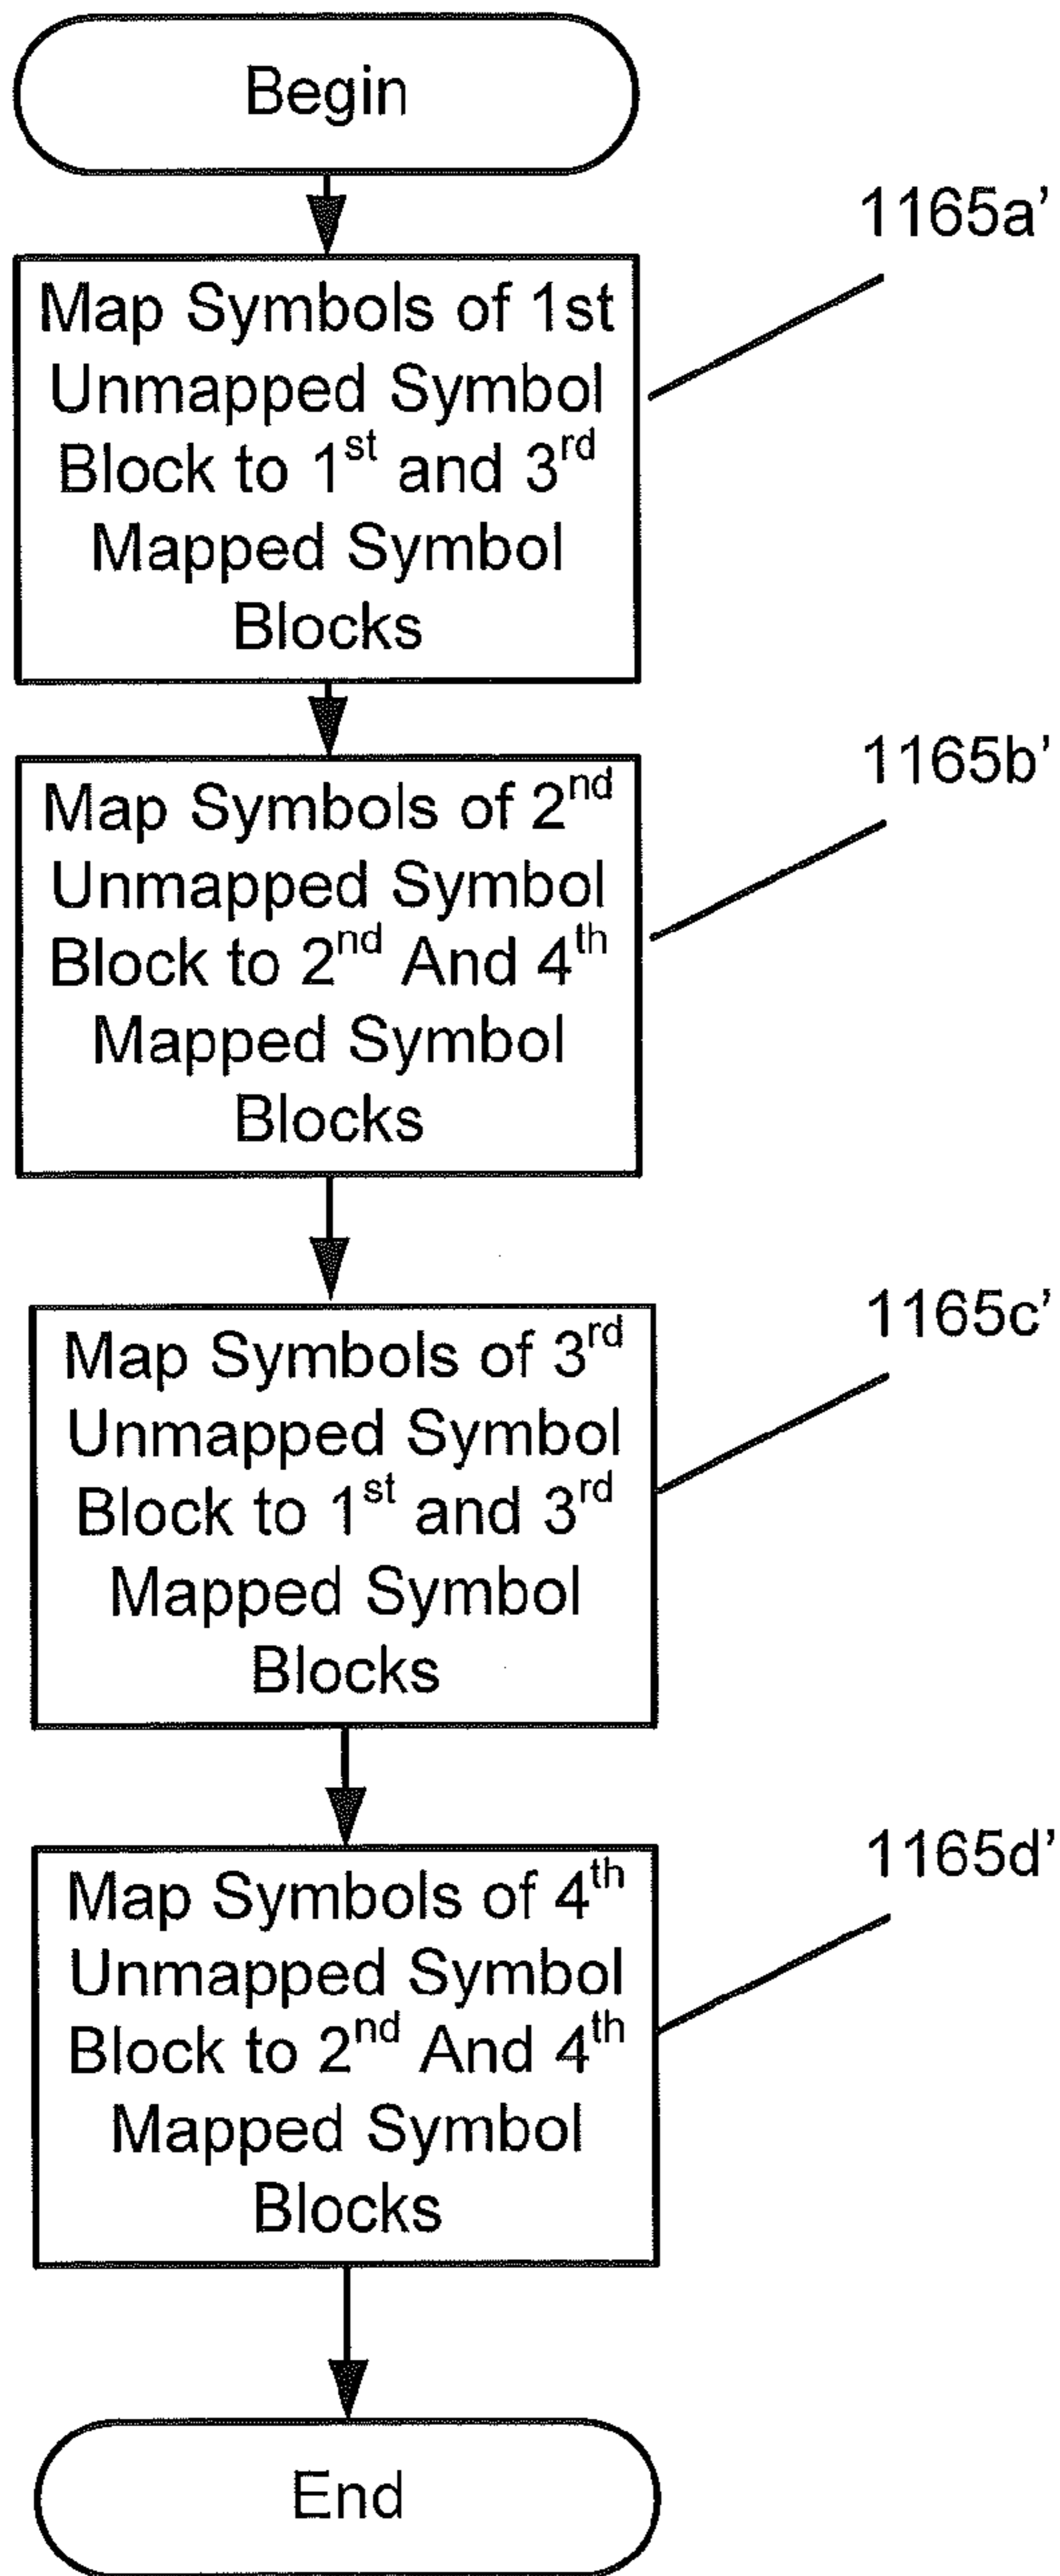 Begin
1165a’
Map Symbols of 1st
Unmapped Symbol
Block to 1st and 3rd
Mapped Symbol
Blocks
1165b’
Map Symbols of 2nd
Unmapped Symbol
Block to 2nd And 4th
Mapped Symbol
Blocks
1165c’
Map Symbols of 3rd
Unmapped Symbol
Block to 1st and 3rd
Mapped Symbol
Blocks
1165d’
Map Symbols of 4th
Unmapped Symbol
Block to 2nd And 4th
Mapped Symbol
Blocks
End